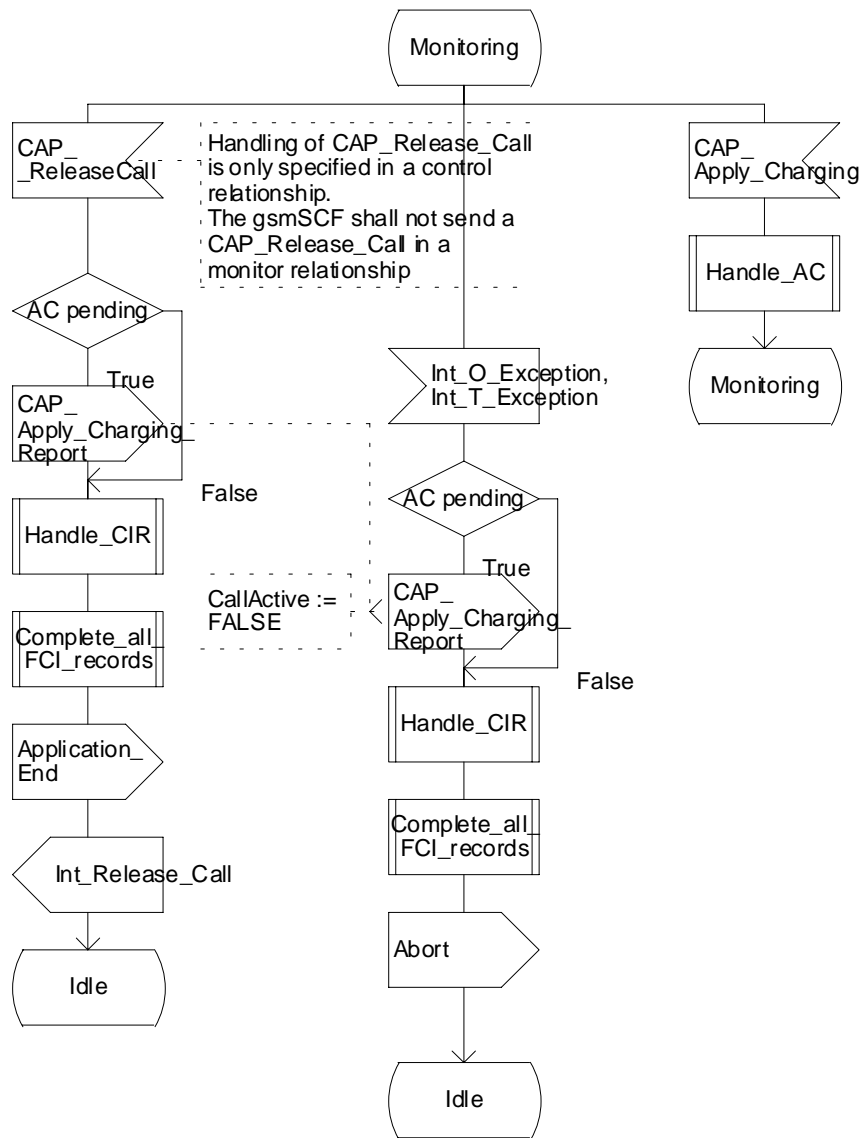 Monitoring
CAP_
_ReleaseCall
Handling of CAP_Release_Call
is only specified in a control
relationship.
The gsmSCF shall not send a
CAP_Release_Call in a
monitor relationship
CAP_
Apply_Charging
Handle_AC
Monitoring
AC pending
True
CAP_
Apply_Charging_
Report
False
Handle_CIR
Complete_all_
FCI_records
Application_
End
Int_Release_Call
Idle
Int_O_Exception,
Int_T_Exception
AC pending
True
CallActive :=
FALSE
CAP_
Apply_Charging_
Report
False
Handle_CIR
Complete_all_
FCI_records
Abort
Idle